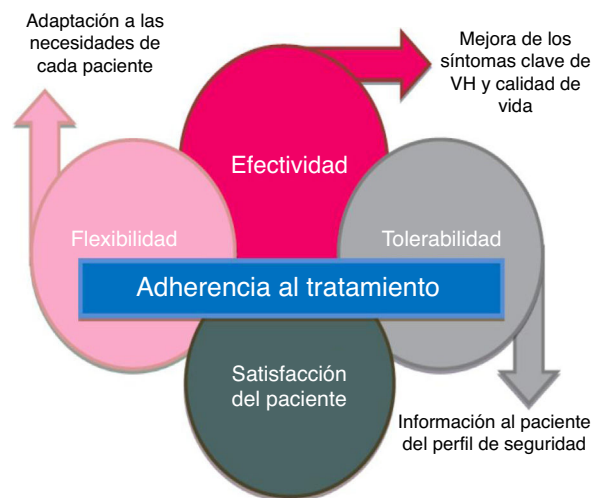 Adaptación a las
necesidades de
cada paciente
Mejora de los
síntomas clave de
VH y calidad de
vida
Efectividad
Flexibilidad
Tolerabilidad
Adherencia al tratamiento
Satisfacción
del paciente
Información al paciente
del perfil de seguridad